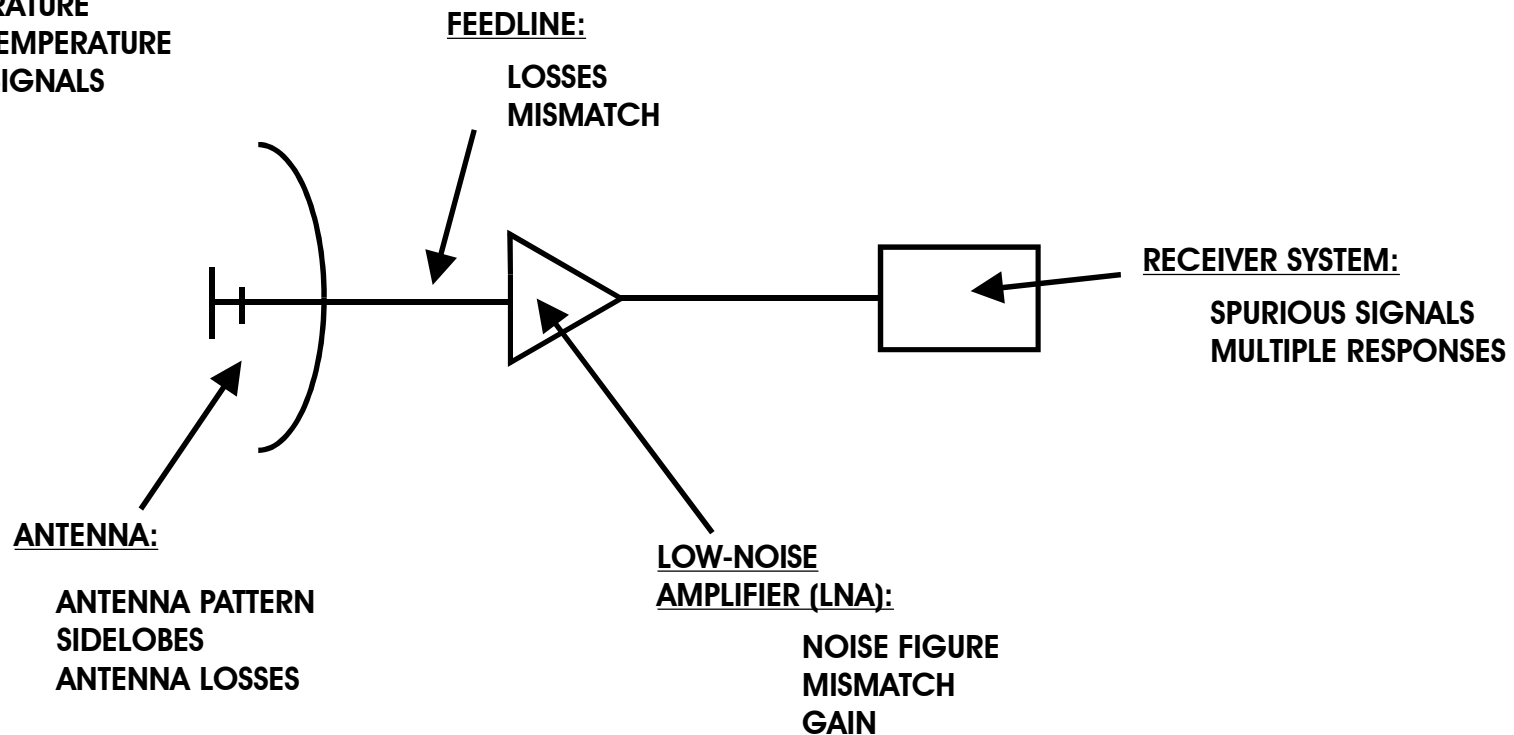 FEEDLINE:
LOSSES
MISMATCH
RECEIVER SYSTEM:
SPURIOUS SIGNALS
MULTIPLE RESPONSES
ANTENNA:
ANTENNA PATTERN
SIDELOBES
ANTENNA LOSSES
LOW-NOISE
AMPLIFIER (LNA):
NOISE FIGURE
MISMATCH
GAIN